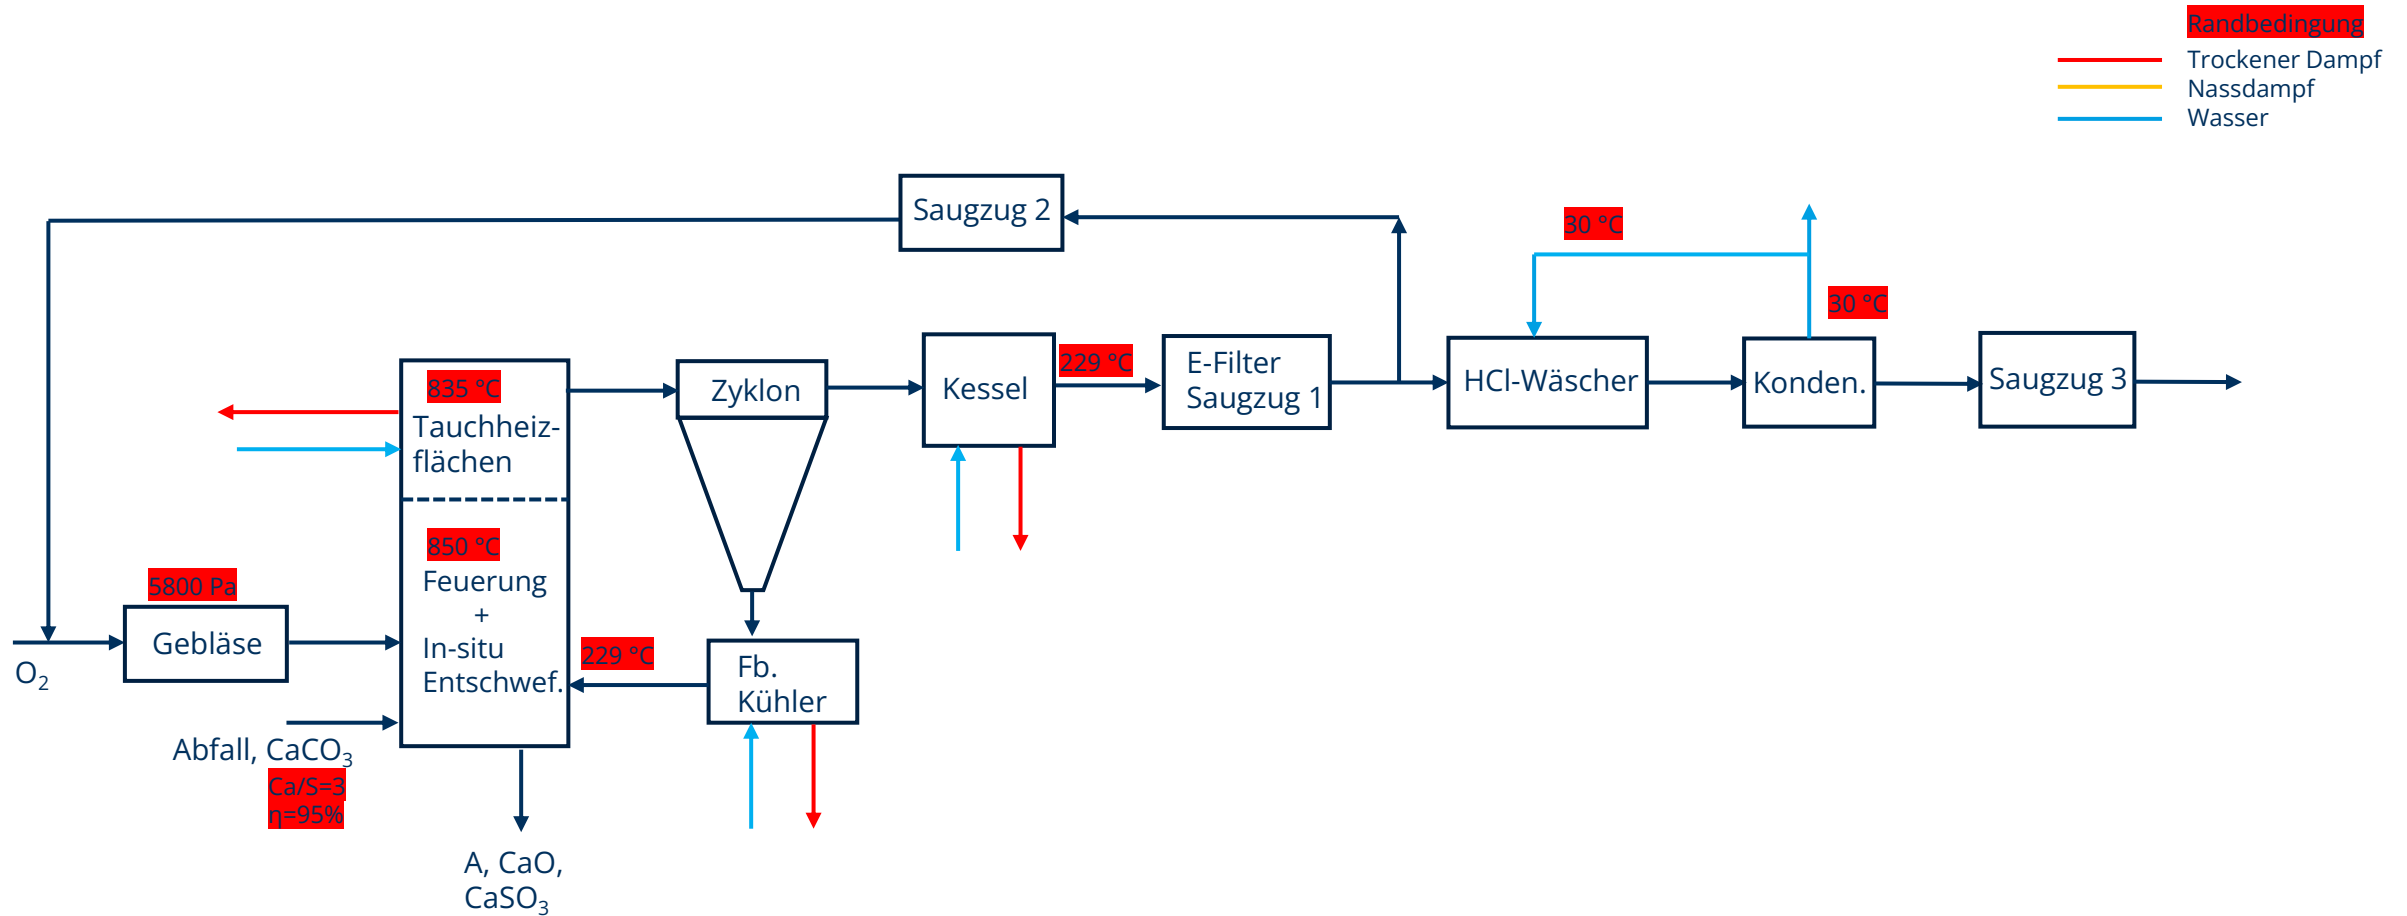 Randbedingung
Trockener Dampf
Nassdampf
Wasser
Saugzug 2
30 °C
30 °C
835 °C
Tauchheiz-
flächen
Zyklon
Kessel
229 °C
E-Filter
Saugzug 1
HCl-Wäscher
Konden.
Saugzug 3
850 °C
Feuerung
+
In-situ
Entschwef.
5800 Pa
Gebläse
O₂
229 °C
Fb.
Kühler
Abfall, CaCO₃
Ca/S=3
η=95%
A, CaO,
CaSO₃